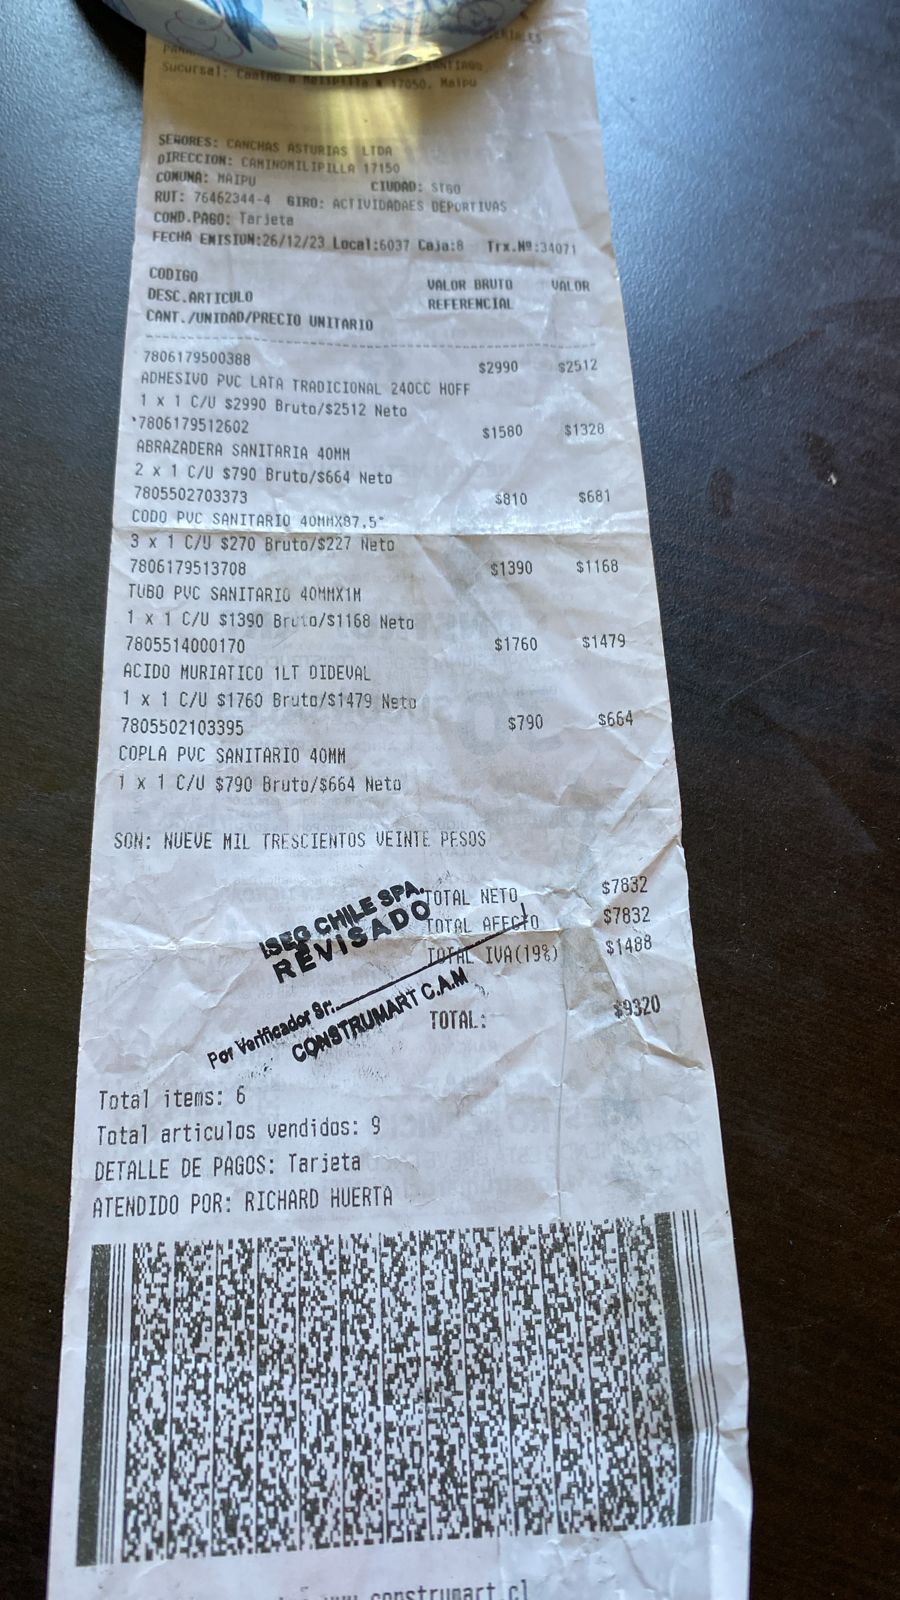 Sucursal: Camino a Melipilla # 17050, Maipu
SEÑORES: CANCHAS ASTURIAS LTDA
DIRECCION: CAMINOMILIPILLA 17150
COMUNA: MAIPU CIUDAD: STGO
RUT: 76462344-4 GIRO: ACTIVIDADAES DEPORTIVAS
COND.PAGO: Tarjeta
FECHA EMISION:26/12/23 Local:6037 Caja:8 Trx.Nº:34071
CODIGO VALOR BRUTO VALOR
DESC.ARTICULO REFERENCIAL
CANT./UNIDAD/PRECIO UNITARIO
7806179500388 $2990 $2512
ADHESIVO PVC LATA TRADICIONAL 240CC HOFF
1 x 1 C/U $2990 Bruto/$2512 Neto
7806179512602 $1580 $1328
ABRAZADERA SANITARIA 40MM
2 x 1 C/U $790 Bruto/$664 Neto
7805502703373 $810 $681
CODO PVC SANITARIO 40MMX87,5°
3 x 1 C/U $270 Bruto/$227 Neto
7806179513708 $1390 $1168
TUBO PVC SANITARIO 40MMX1M
1 x 1 C/U $1390 Bruto/$1168 Neto
7805514000170 $1760 $1479
ACIDO MURIATICO 1LT DIDEVAL
1 x 1 C/U $1760 Bruto/$1479 Neto
7805502103395 $790 $664
COPLA PVC SANITARIO 40MM
1 x 1 C/U $790 Bruto/$664 Neto
SON: NUEVE MIL TRESCIENTOS VEINTE PESOS
TOTAL NETO $7832
TOTAL AFECTO $7832
TOTAL IVA(19%) $1488
TOTAL: $9320
ISEG CHILE SPA.
REVISADO
Por Verificador Sr:
CONSTRUMART C.A.M
Total items: 6
Total articulos vendidos: 9
DETALLE DE PAGOS: Tarjeta
ATENDIDO POR: RICHARD HUERTA
www.construmart.cl